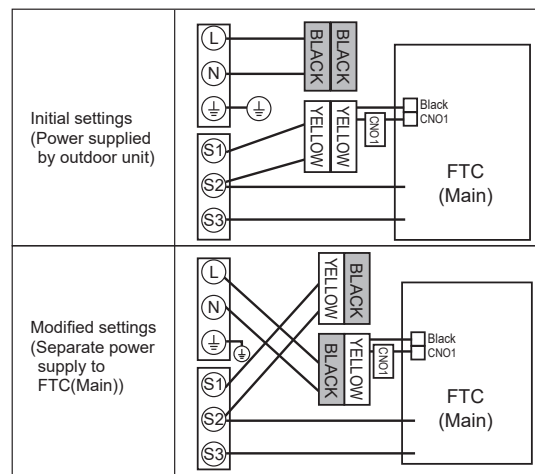 Initial settings
(Power supplied
by outdoor unit)
L
N
S1
S2
S3
BLACK
BLACK
YELLOW
YELLOW
CNO1
Black
CNO1
FTC
(Main)
Modified settings
(Separate power
supply to
FTC(Main))
L
N
S1
S2
S3
YELLOW
BLACK
BLACK
YELLOW
CNO1
Black
CNO1
FTC
(Main)